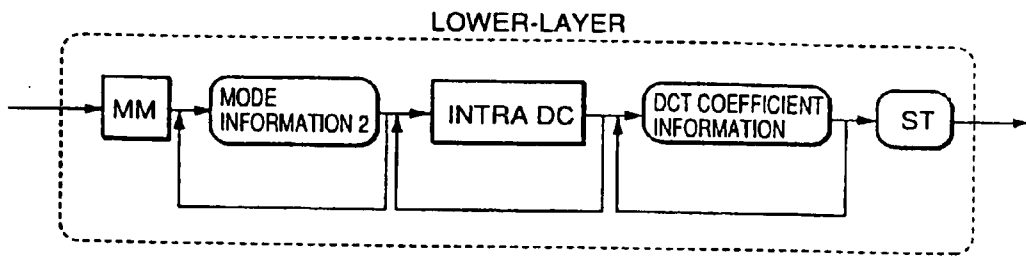 LOWER-LAYER
MM
MODE
INFORMATION 2
INTRA DC
DCT COEFFICIENT
INFORMATION
ST